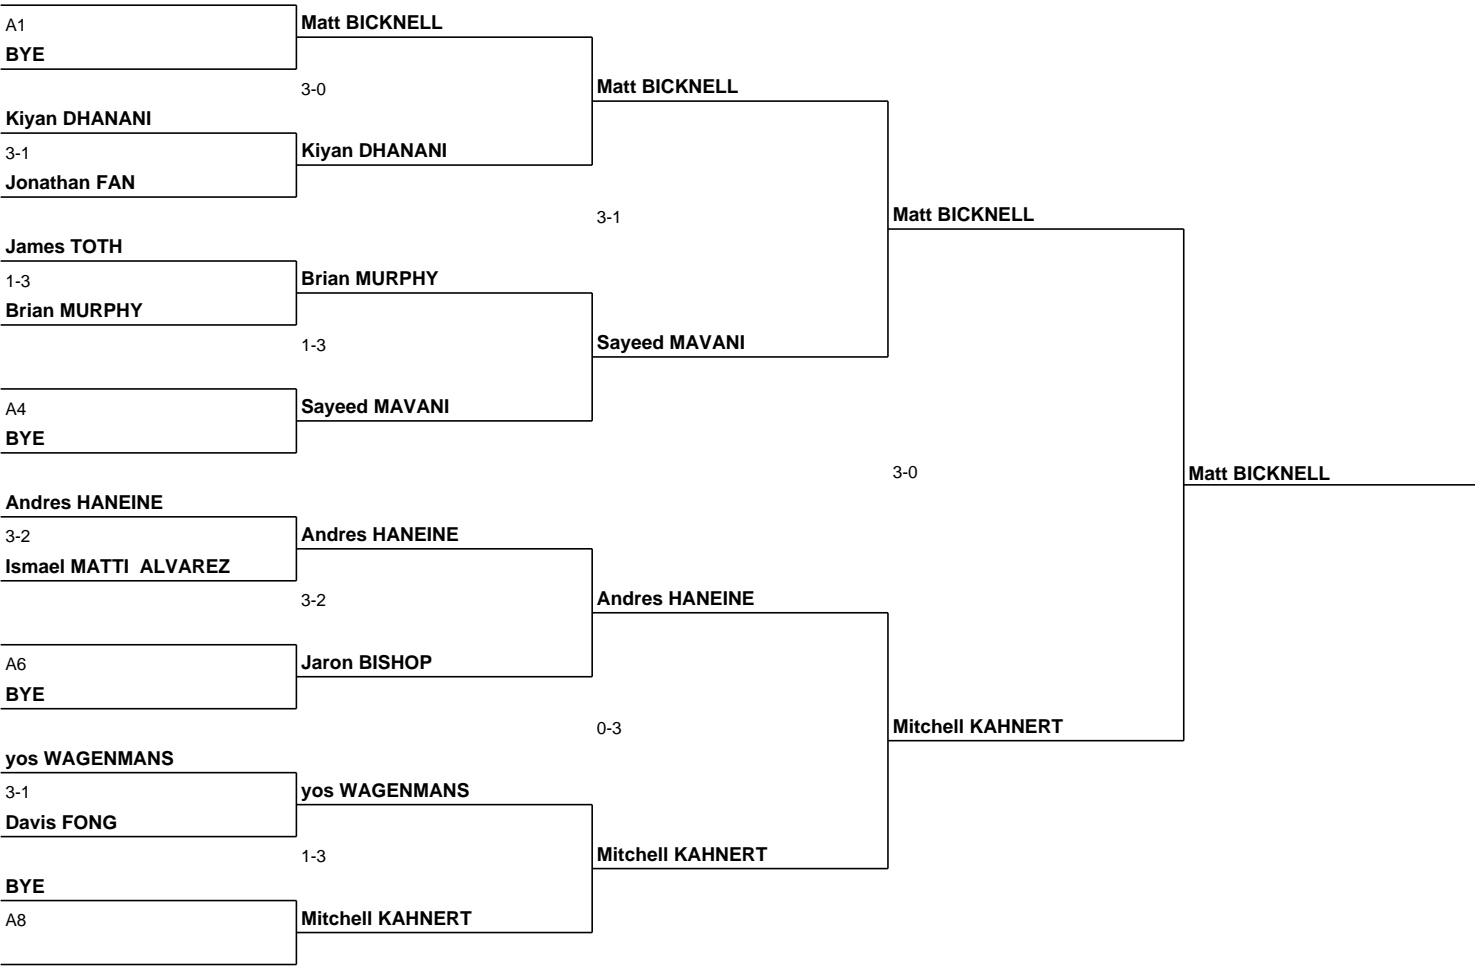 A1
BYE
Matt BICKNELL
3-0
Kiyan DHANANI
3-1
Jonathan FAN
Kiyan DHANANI
James TOTH
1-3
Brian MURPHY
Brian MURPHY
1-3
A4
BYE
Sayeed MAVANI
Andres HANEINE
3-2
Ismael MATTI  ALVAREZ
Andres HANEINE
3-2
A6
BYE
Jaron BISHOP
yos WAGENMANS
3-1
Davis FONG
yos WAGENMANS
1-3
BYE
A8
Mitchell KAHNERT
Matt BICKNELL
3-1
Sayeed MAVANI
Andres HANEINE
0-3
Mitchell KAHNERT
Matt BICKNELL
3-0
Mitchell KAHNERT
Matt BICKNELL